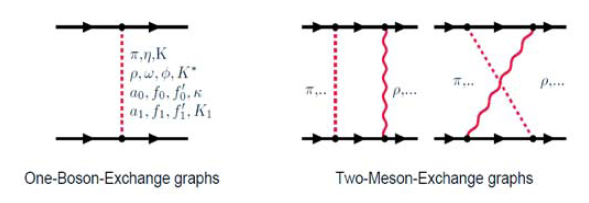 π,η,K
ρ, ω, φ, K*
a₀, f₀, f₀′, κ
a₁, f₁, f₁′, K₁
π,..
ρ,...
π,..
ρ,...
One-Boson-Exchange graphs
Two-Meson-Exchange graphs